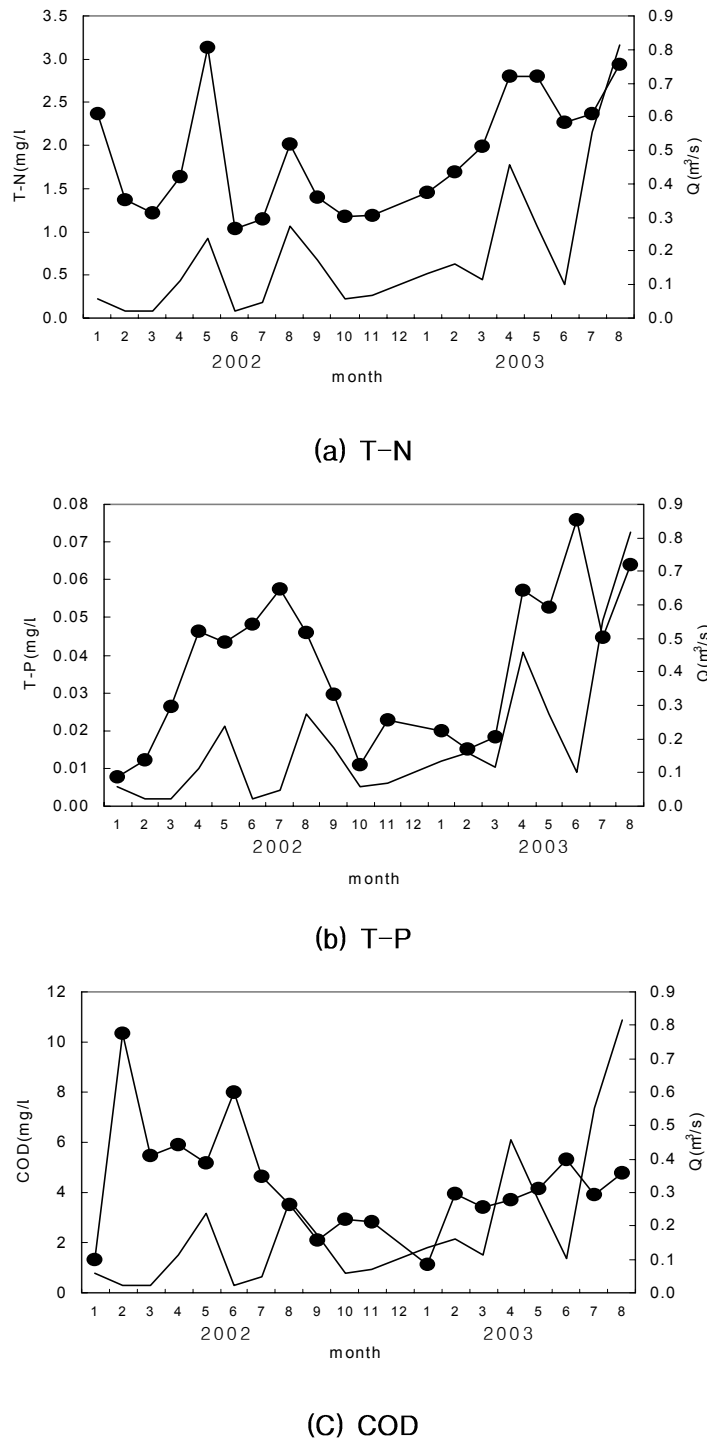 3.5 0.9
3.0 0.8
2.5 0.7
2.0 0.6
1.5 0.5
1.0 0.4
0.5 0.3
0.0 0.2
0.1
0.0
T-N(mg/l)
Q(m³/s)
1 2 3 4 5 6 7 8 9 10 11 12 1 2 3 4 5 6 7 8
2002 2003
month
(a) T-N
0.08 0.9
0.07 0.8
0.06 0.7
0.05 0.6
0.04 0.5
0.03 0.4
0.02 0.3
0.01 0.2
0.00 0.1
0.0
T-P(mg/l
Q(m³/s)
1 2 3 4 5 6 7 8 9 10 11 12 1 2 3 4 5 6 7 8
2002 2003
month
(b) T-P
12 0.9
10 0.8
8 0.7
6 0.6
4 0.5
2 0.4
0 0.3
0.2
0.1
0.0
COD(mg/l
Q(m³/s)
1 2 3 4 5 6 7 8 9 10 11 12 1 2 3 4 5 6 7 8
2002 2003
month
(C) COD